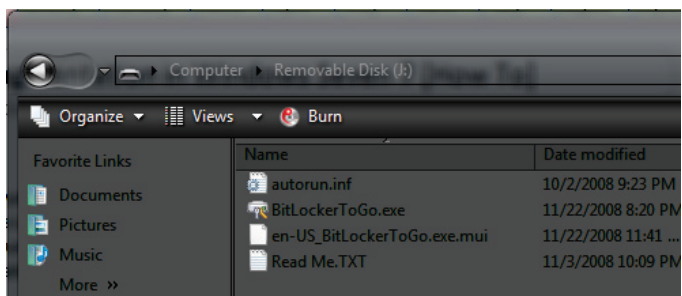 Computer Removable Disk (J:)
Organize Views Burn
Favorite Links
Documents
Pictures
Music
More »
Name Date modified
autorun.inf 10/2/2008 9:23 PM
BitLockerToGo.exe 11/22/2008 8:20 PM
en-US_BitLockerToGo.exe.mui 11/22/2008 11:41 ...
Read Me.TXT 11/3/2008 10:09 PM